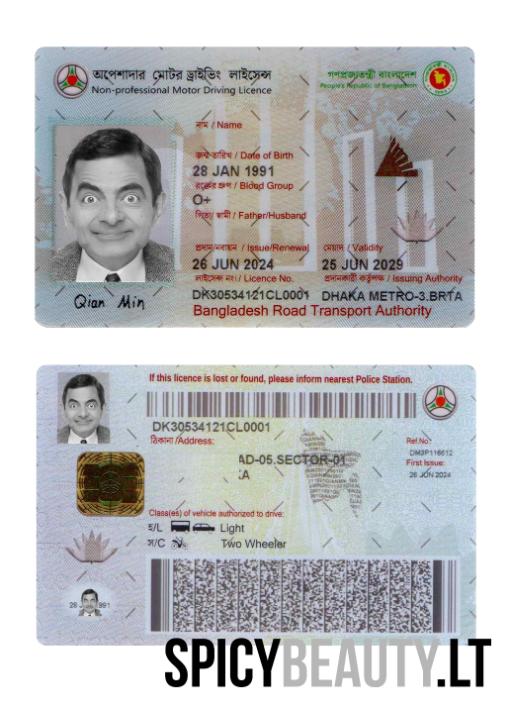 অপেশাদার মোটর ড্রাইভিং লাইসেন্স
Non-professional Motor Driving Licence
গণপ্রজাতন্ত্রী বাংলাদেশ
People's Republic of Bangladesh
নাম / Name
জন্ম তারিখ / Date of Birth
28 JAN 1991
রক্তের গ্রুপ / Blood Group
O+
পিতা/ স্বামী / Father/Husband
প্রদান/নবায়ন / Issue/Renewal
মেয়াদ / Validity
26 JUN 2024
25 JUN 2029
লাইসেন্স নং/ Licence No.
প্রদানকারী কর্তৃপক্ষ / Issuing Authority
DK30534121CL0001
DHAKA METRO-3.BRTA
Bangladesh Road Transport Authority
Qian Min
If this licence is lost or found, please inform nearest Police Station.
DK30534121CL0001
ঠিকানা /Address:
AD-05.SECTOR-01
Ref.No:
DM3P116612
First Issue:
26 JUN 2024
Class(es) of vehicle authorized to drive:
হ/L Light
ম/C Two Wheeler
SPICYBEAUTY.LT